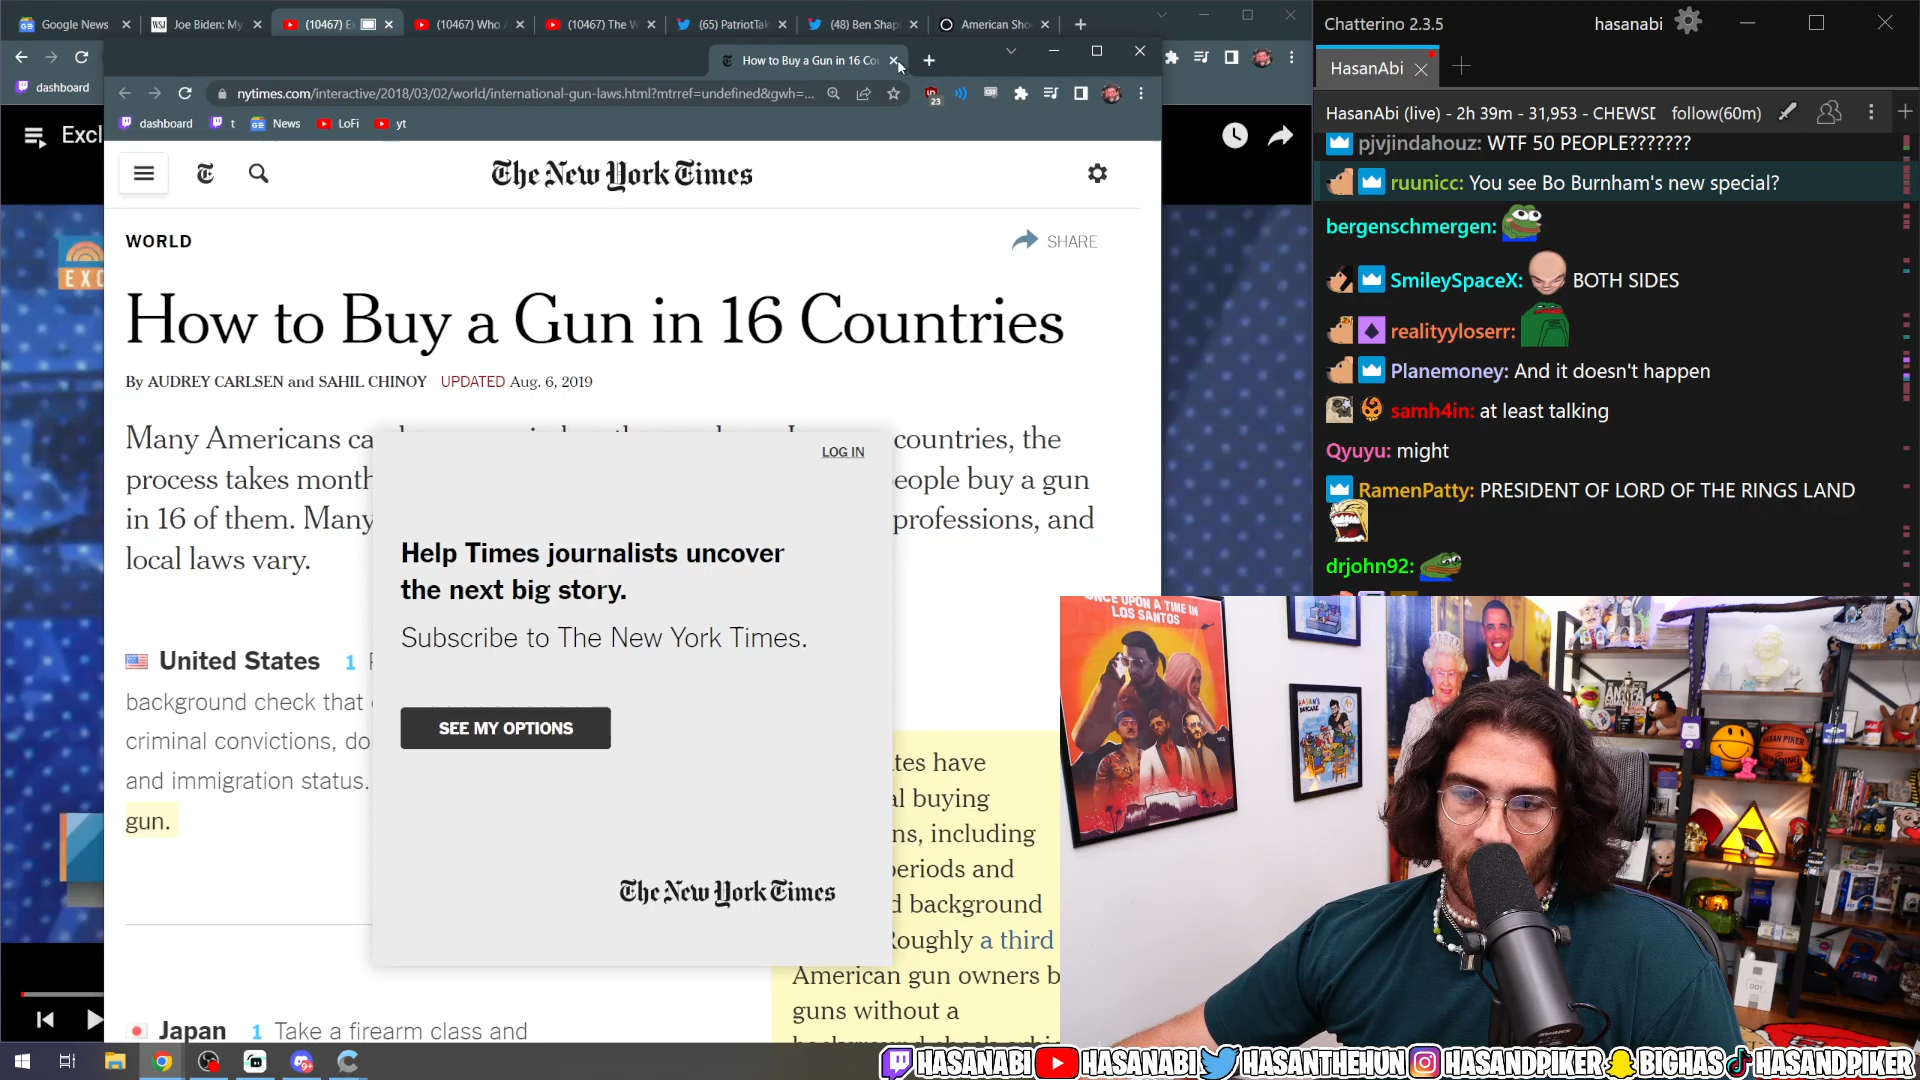 Google News
Joe Biden: My
(10467) E
(10467) Who
(10467) The W
(65) PatriotTak
(48) Ben Shap
American Sho
How to Buy a Gun in 16 Co
dashboard
nytimes.com/interactive/2018/03/02/world/international-gun-laws.html?mtrref=undefined&gwh=...
23
dashboard
t
News
LoFi
yt
Excl
The New York Times
WORLD
SHARE
EXC
How to Buy a Gun in 16 Countries
By AUDREY CARLSEN and SAHIL CHINOY UPDATED Aug. 6, 2019
Many Americans ca
countries, the
process takes month
eople buy a gun
in 16 of them. Many
professions, and
local laws vary.
LOG IN
Help Times journalists uncover
the next big story.
Subscribe to The New York Times.
SEE MY OPTIONS
The New York Times
United States 1
background check that
criminal convictions, do
and immigration status.
gun.
tes have
al buying
ns, including
eriods and
d background
Roughly a third
American gun owners b
guns without a
Japan 1 Take a firearm class and
Chatterino 2.3.5
hasanabi
HasanAbi
HasanAbi (live) - 2h 39m - 31,953 - CHEWSD follow(60m)
pjvjindahouz: WTF 50 PEOPLE???????
ruunicc: You see Bo Burnham's new special?
bergenschmergen:
SmileySpaceX: BOTH SIDES
realityyloserr:
Planemoney: And it doesn't happen
samh4in: at least talking
Qyuyu: might
RamenPatty: PRESIDENT OF LORD OF THE RINGS LAND
drjohn92:
ONCE UPON A TIME IN
LOS SANTOS
HASAN PIKER
HASANABI
HASANABI
HASANTHEHUN
HASANDPIKER
BIGHAS
HASANDPIKER